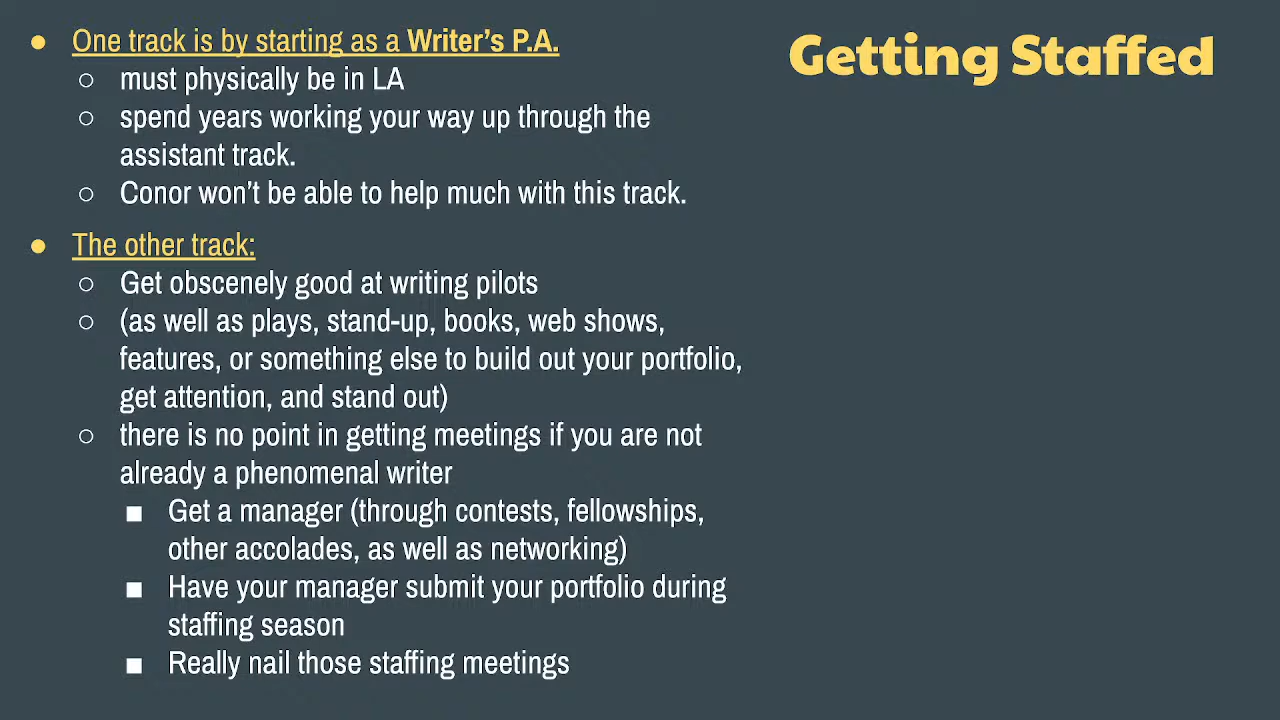 Getting Staffed
● One track is by starting as a Writer’s P.A.
○ must physically be in LA
○ spend years working your way up through the
assistant track.
○ Conor won’t be able to help much with this track.
● The other track:
○ Get obscenely good at writing pilots
○ (as well as plays, stand-up, books, web shows,
features, or something else to build out your portfolio,
get attention, and stand out)
○ there is no point in getting meetings if you are not
already a phenomenal writer
■ Get a manager (through contests, fellowships,
other accolades, as well as networking)
■ Have your manager submit your portfolio during
staffing season
■ Really nail those staffing meetings